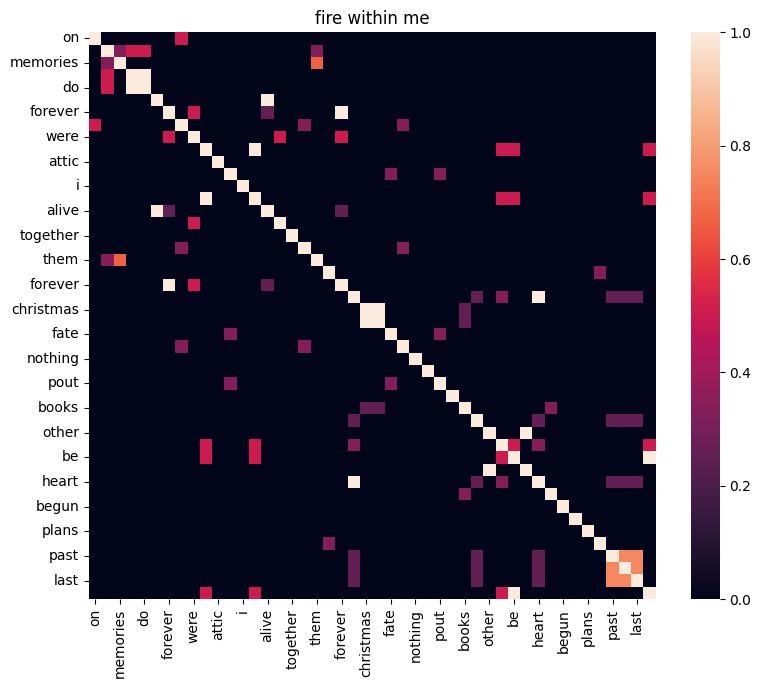 fire within me
on
memories
do
forever
were
attic
i
alive
together
them
forever
christmas
fate
nothing
pout
books
other
be
heart
begun
plans
past
last
1.0
0.8
0.6
0.4
0.2
0.0
on
memories
do
forever
were
attic
i
alive
together
them
forever
christmas
fate
nothing
pout
books
other
be
heart
begun
plans
past
last